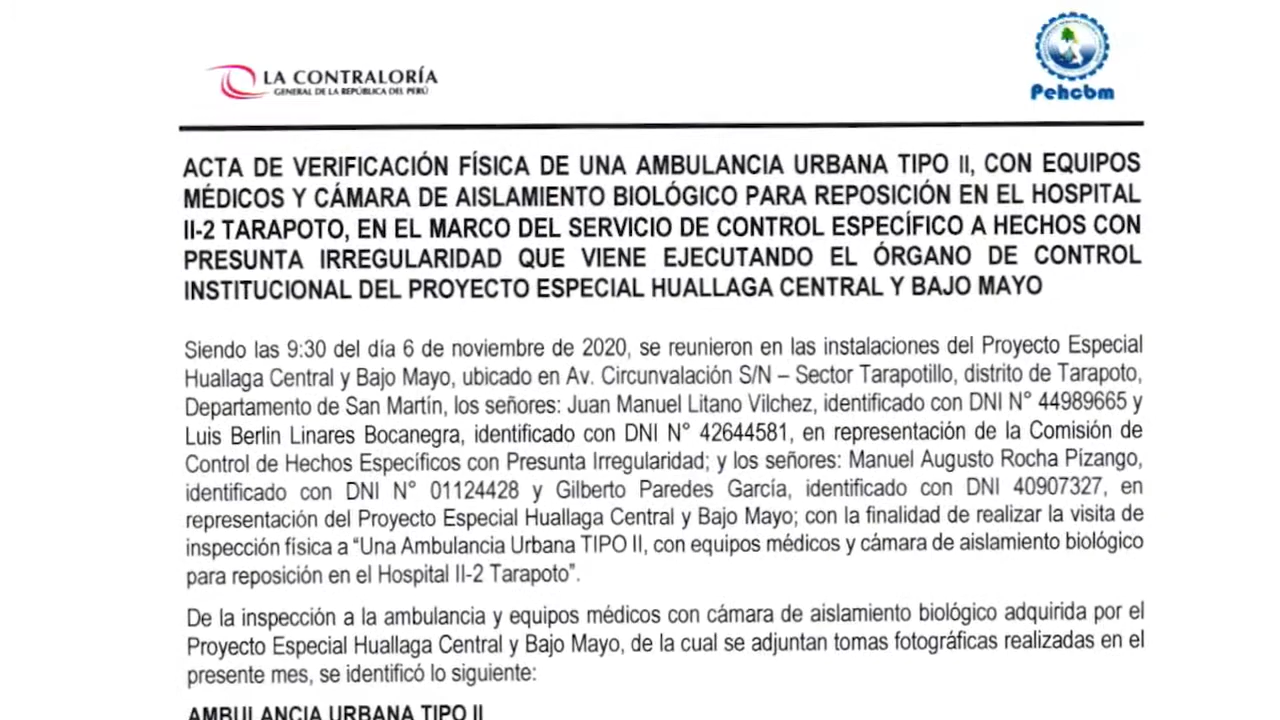 LA CONTRALORÍA
GENERAL DE LA REPÚBLICA DEL PERÚ
Pehcbm
ACTA DE VERIFICACIÓN FÍSICA DE UNA AMBULANCIA URBANA TIPO II, CON EQUIPOS
MÉDICOS Y CÁMARA DE AISLAMIENTO BIOLÓGICO PARA REPOSICIÓN EN EL HOSPITAL
II-2 TARAPOTO, EN EL MARCO DEL SERVICIO DE CONTROL ESPECÍFICO A HECHOS CON
PRESUNTA IRREGULARIDAD QUE VIENE EJECUTANDO EL ÓRGANO DE CONTROL
INSTITUCIONAL DEL PROYECTO ESPECIAL HUALLAGA CENTRAL Y BAJO MAYO
Siendo las 9:30 del día 6 de noviembre de 2020, se reunieron en las instalaciones del Proyecto Especial
Huallaga Central y Bajo Mayo, ubicado en Av. Circunvalación S/N – Sector Tarapotillo, distrito de Tarapoto,
Departamento de San Martín, los señores: Juan Manuel Litano Vilchez, identificado con DNI N° 44989665 y
Luis Berlin Linares Bocanegra, identificado con DNI N° 42644581, en representación de la Comisión de
Control de Hechos Específicos con Presunta Irregularidad; y los señores: Manuel Augusto Rocha Pízango,
identificado con DNI N° 01124428 y Gilberto Paredes García, identificado con DNI 40907327, en
representación del Proyecto Especial Huallaga Central y Bajo Mayo; con la finalidad de realizar la visita de
inspección física a “Una Ambulancia Urbana TIPO II, con equipos médicos y cámara de aislamiento biológico
para reposición en el Hospital II-2 Tarapoto”.
De la inspección a la ambulancia y equipos médicos con cámara de aislamiento biológico adquirida por el
Proyecto Especial Huallaga Central y Bajo Mayo, de la cual se adjuntan tomas fotográficas realizadas en el
presente mes, se identificó lo siguiente:
AMBULANCIA URBANA TIPO II